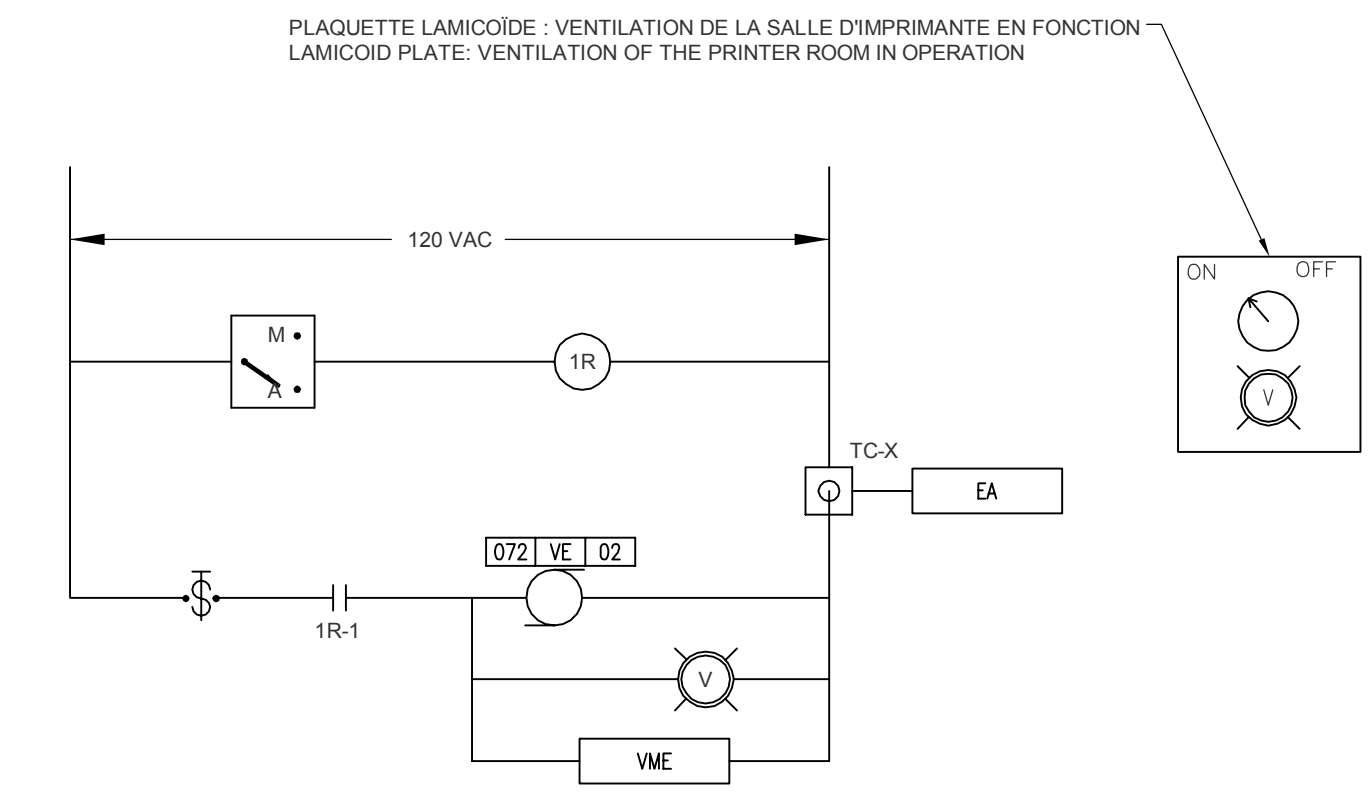 PLAQUETTE LAMICOÏDE : VENTILATION DE LA SALLE D'IMPRIMANTE EN FONCTION
LAMICOID PLATE: VENTILATION OF THE PRINTER ROOM IN OPERATION
120 VAC
ON OFF
M
1R
A
V
TC-X
EA
072 VE 02
1R-1
V
VME